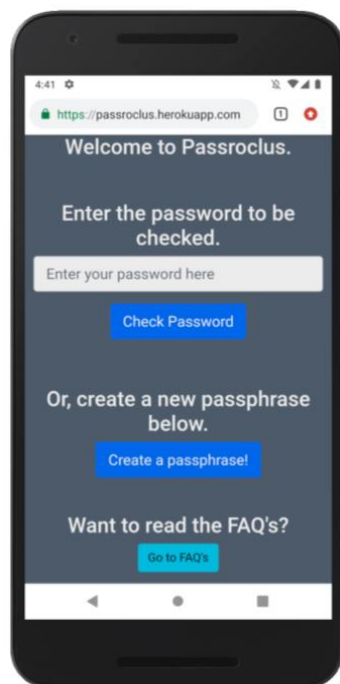 4:41
https://passroclus.herokuapp.com 1
Welcome to Passroclus.
Enter the password to be
checked.
Enter your password here
Check Password
Or, create a new passphrase
below.
Create a passphrase!
Want to read the FAQ's?
Go to FAQ's